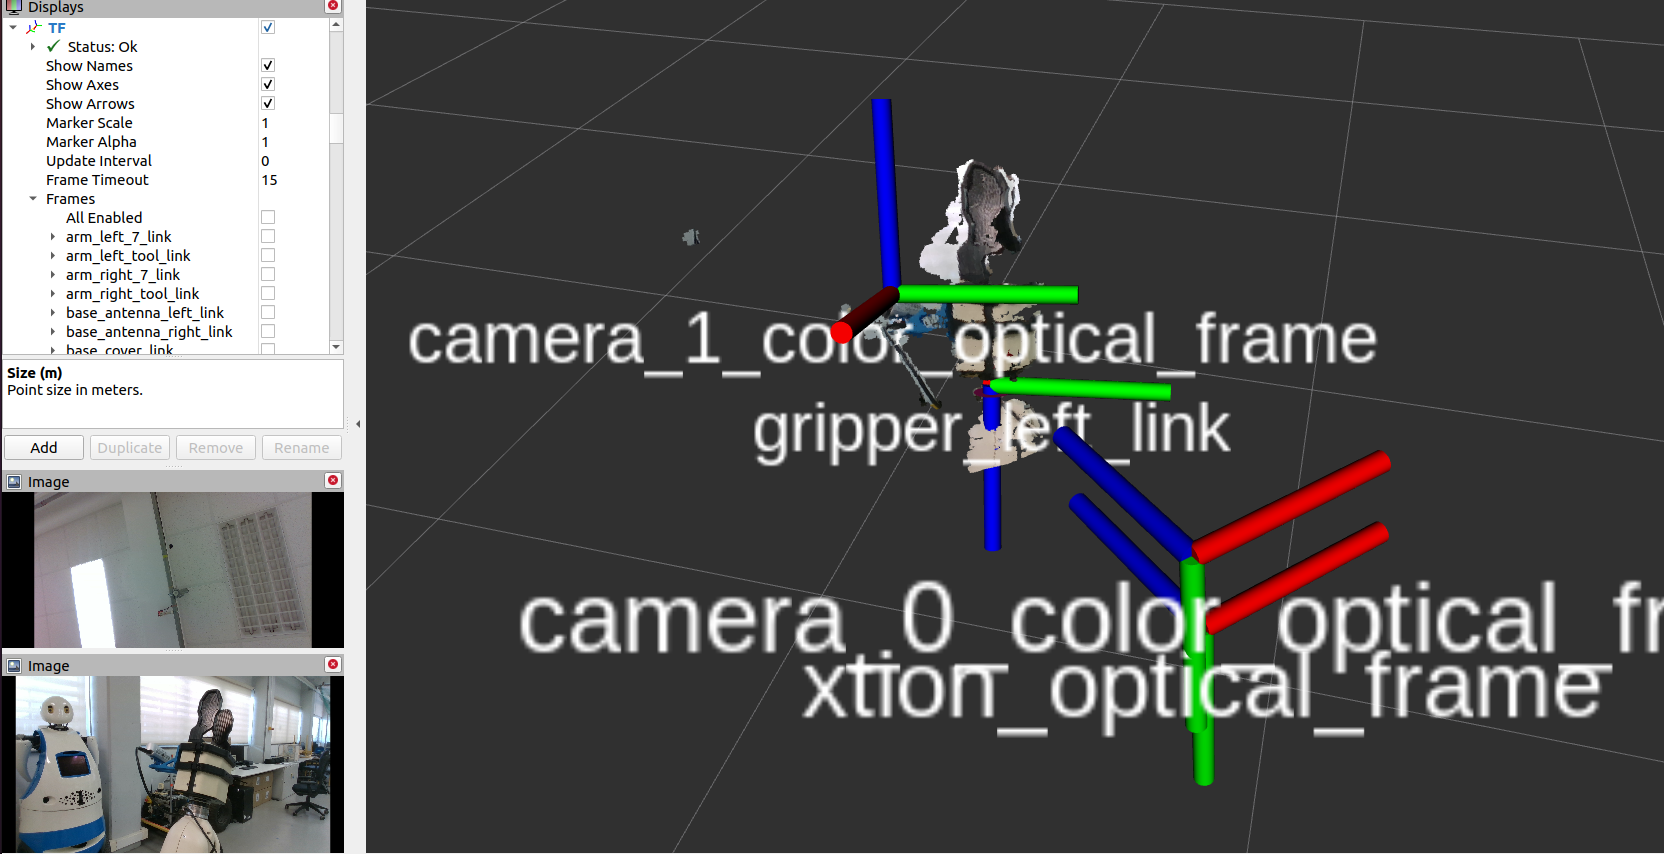 Displays
TF
Status: Ok
Show Names
Show Axes
Show Arrows
Marker Scale 1
Marker Alpha 1
Update Interval 0
Frame Timeout 15
Frames
All Enabled
arm_left_7_link
arm_left_tool_link
arm_right_7_link
arm_right_tool_link
base_antenna_left_link
base_antenna_right_link
base_cover_link
Size (m)
Point size in meters.
Add Duplicate Remove Rename
Image
Image
camera_1_color_optical_frame
gripper_left_link
camera_0_color_optical_fr
xtion_optical_frame